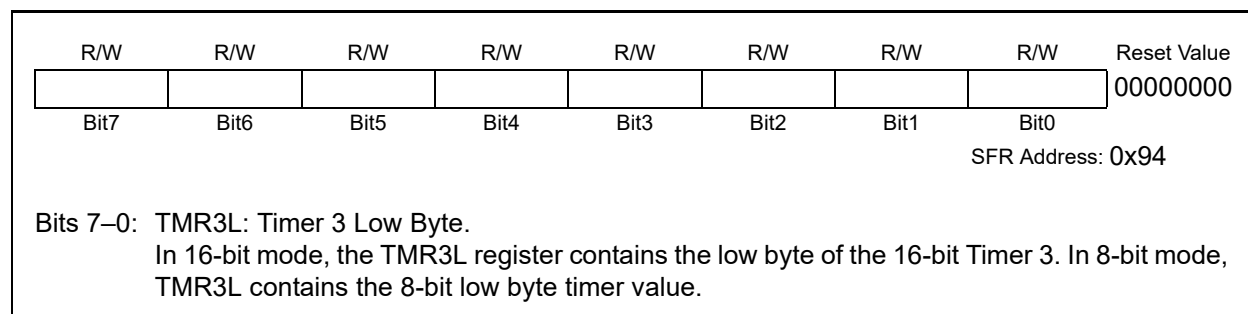 R/W R/W R/W R/W R/W R/W R/W R/W Reset Value
00000000
Bit7 Bit6 Bit5 Bit4 Bit3 Bit2 Bit1 Bit0
SFR Address: 0x94
Bits 7–0: TMR3L: Timer 3 Low Byte.
In 16-bit mode, the TMR3L register contains the low byte of the 16-bit Timer 3. In 8-bit mode,
TMR3L contains the 8-bit low byte timer value.